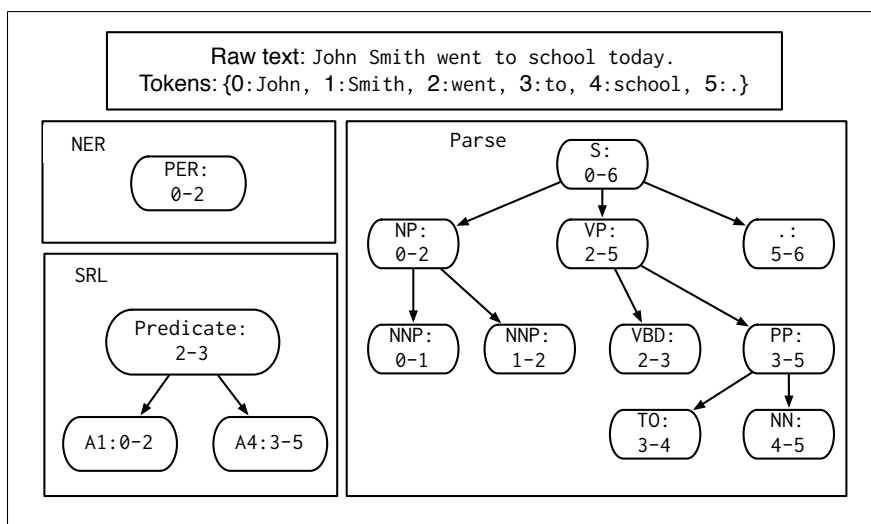 Raw text: John Smith went to school today.
Tokens: {0:John, 1:Smith, 2:went, 3:to, 4:school, 5:.}
NER
PER:
0-2
SRL
Predicate:
2-3
A1:0-2
A4:3-5
Parse
S:
0-6
NP:
0-2
VP:
2-5
.:
5-6
NNP:
0-1
NNP:
1-2
VBD:
2-3
PP:
3-5
TO:
3-4
NN:
4-5